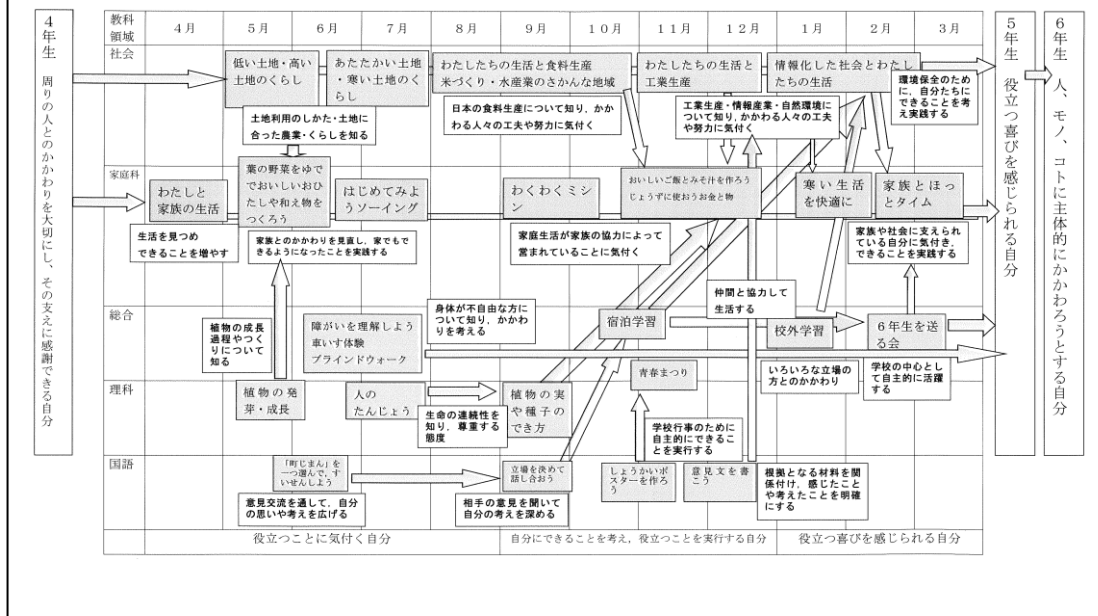 4年生 周りの人とのかかわりを大切にし、その支えに感謝できる自分
教科
領域
4月
5月
6月
7月
8月
9月
10月
11月
12月
1月
2月
3月
社会
低い土地・高い
土地のくらし
あたたかい土地
・寒い土地のく
らし
わたしたちの生活と食料生産
米づくり・水産業のさかんな地域
わたしたちの生活と
工業生産
情報化した社会とわたし
たちの生活
土地利用のしかた・土地に
合った農業・くらしを知る
日本の食料生産について知り、かか
わる人々の工夫や努力に気付く
工業生産・情報産業・自然環境に
ついて知り、かかわる人々の工夫
や努力に気付く
環境保全のため
に、自分たちに
できることを考
え実践する
家庭科
わたしと
家族の生活
葉の野菜をゆで
でおいしいおひ
たしや和え物を
つくろう
はじめてみよ
うソーイング
わくわくミシ
ン
おいしいご飯とみそ汁を作ろう
じょうずに使おうお金と物
寒い生活
を快適に
家族とほっ
とタイム
生活を見つめ
できることを増やす
家族とのかかわりを見直し、家でもで
きるようになったことを実践する
家庭生活が家族の協力によって
営まれていることに気付く
家族や社会に支えられ
ている自分に気付き、
できることを実践する
総合
植物の成長
過程やつく
りについて
知る
障がいを理解しよう
車いす体験
ブラインドウォーク
身体が不自由な方に
ついて知り、かかわ
りを考える
宿泊学習
仲間と協力して
生活する
校外学習
6年生を送
る会
青春まつり
いろいろな立場の
方とのかかわり
学校の中心とし
て自主的に活躍
する
理科
植物の発
芽・成長
人の
たんじょう
生命の連続性を
知り、尊重する
態度
植物の実
や種子の
でき方
学校行事のために
自主的にできるこ
とを実行する
国語
「町じまん」を
一つ選んで、す
いせんしよう
意見交流を通して、自分
の思いや考えを広げる
立場を決めて
話し合おう
相手の意見を聞いて
自分の考えを深める
しょうかいポ
スターを作ろ
う
意見文を書
こう
根拠となる材料を関
係付け、感じたこと
や考えたことを明確
にする
役立つことに気付く自分
自分にできることを考え、役立つことを実行する自分
役立つ喜びを感じられる自分
5年生 役立つ喜びを感じられる自分
6年生 人、モノ、コトに主体的にかかわろうとする自分